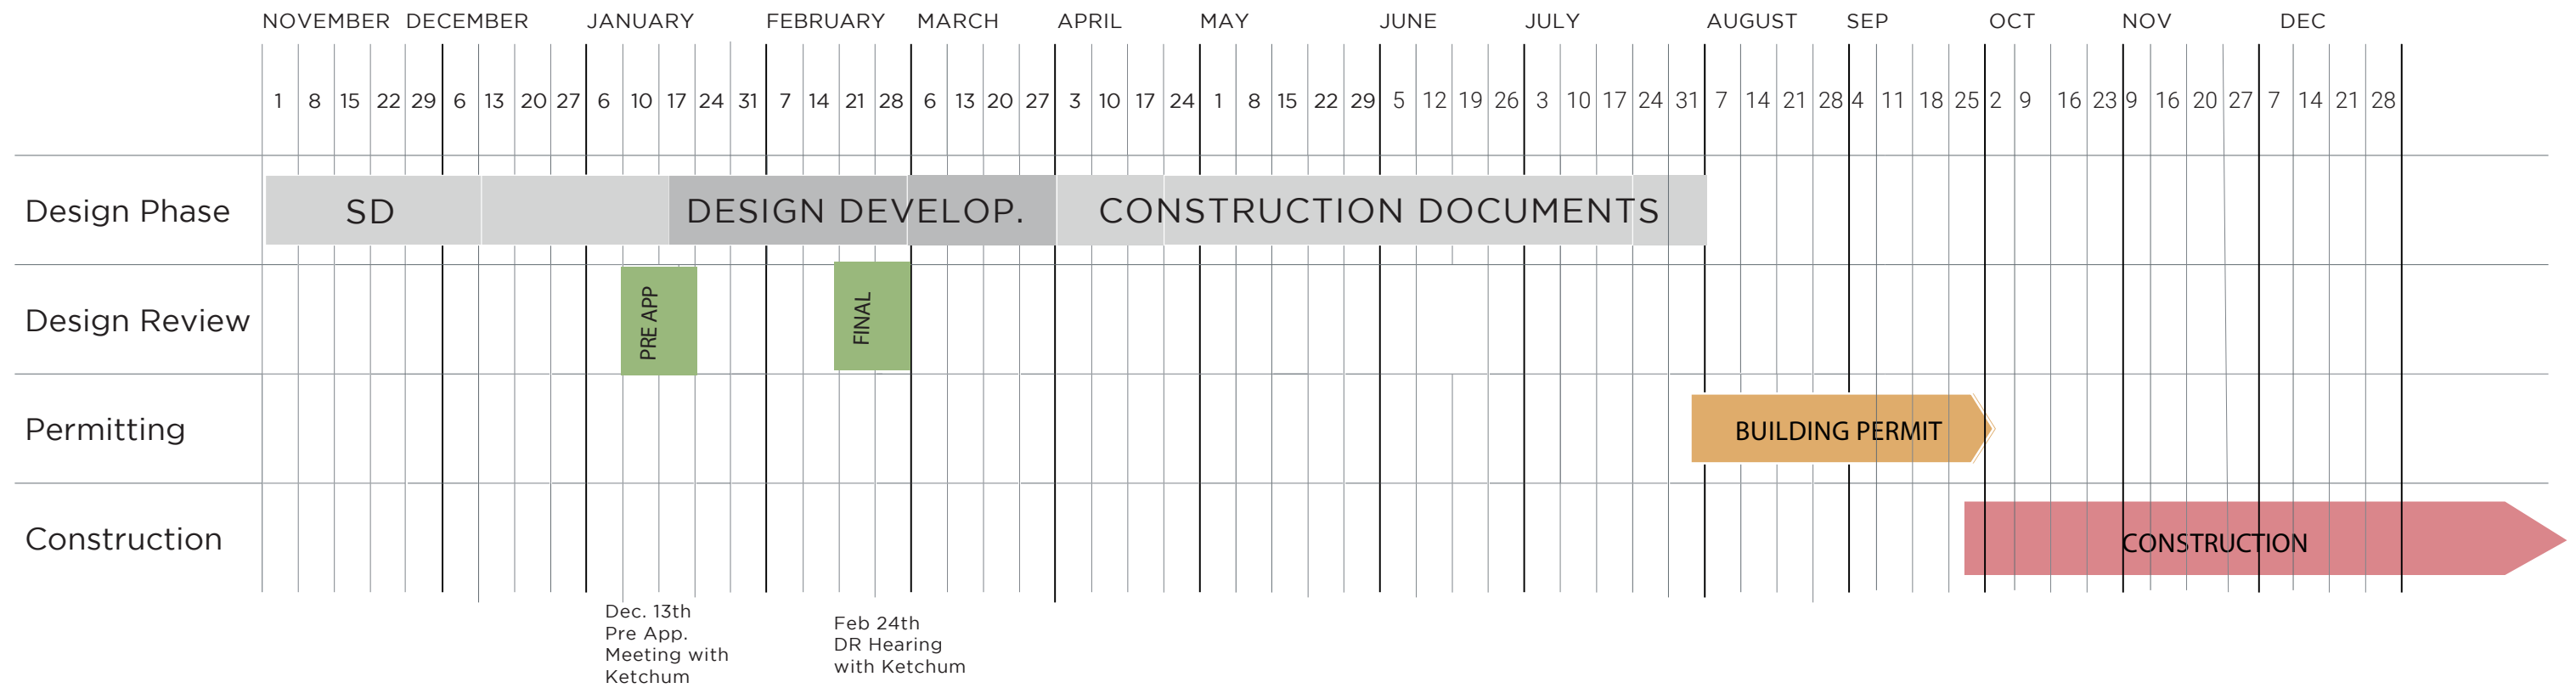 NOVEMBER DECEMBER JANUARY FEBRUARY MARCH APRIL MAY JUNE JULY AUGUST SEP OCT NOV DEC
1 8 15 22 29 6 13 20 27 6 10 17 24 31 7 14 21 28 6 13 20 27 3 10 17 24 1 8 15 22 29 5 12 19 26 3 10 17 24 31 7 14 21 28 4 11 18 25 2 9 16 23 9 16 20 27 7 14 21 28
Design Phase SD DESIGN DEVELOP. CONSTRUCTION DOCUMENTS
Design Review PRE APP FINAL
Permitting BUILDING PERMIT
Construction CONSTRUCTION
Dec. 13th
Pre App.
Meeting with
Ketchum
Feb 24th
DR Hearing
with Ketchum